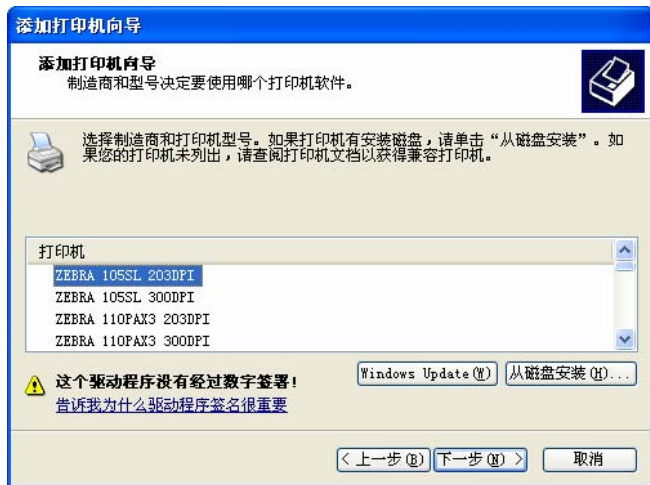 添加打印机向导
添加打印机向导
制造商和型号决定要使用哪个打印机软件。
选择制造商和打印机型号。如果打印机有安装磁盘，请单击“从磁盘安装”。如
果您的打印机未列出，请查阅打印机文档以获得兼容打印机。
打印机
ZEBRA 105SL 203DPI
ZEBRA 105SL 300DPI
ZEBRA 110PAX3 203DPI
ZEBRA 110PAX3 300DPI
这个驱动程序没有经过数字签署!
Windows Update(W) 从磁盘安装(H)...
告诉我为什么驱动程序签名很重要
< 上一步(B) 下一步(N) > 取消